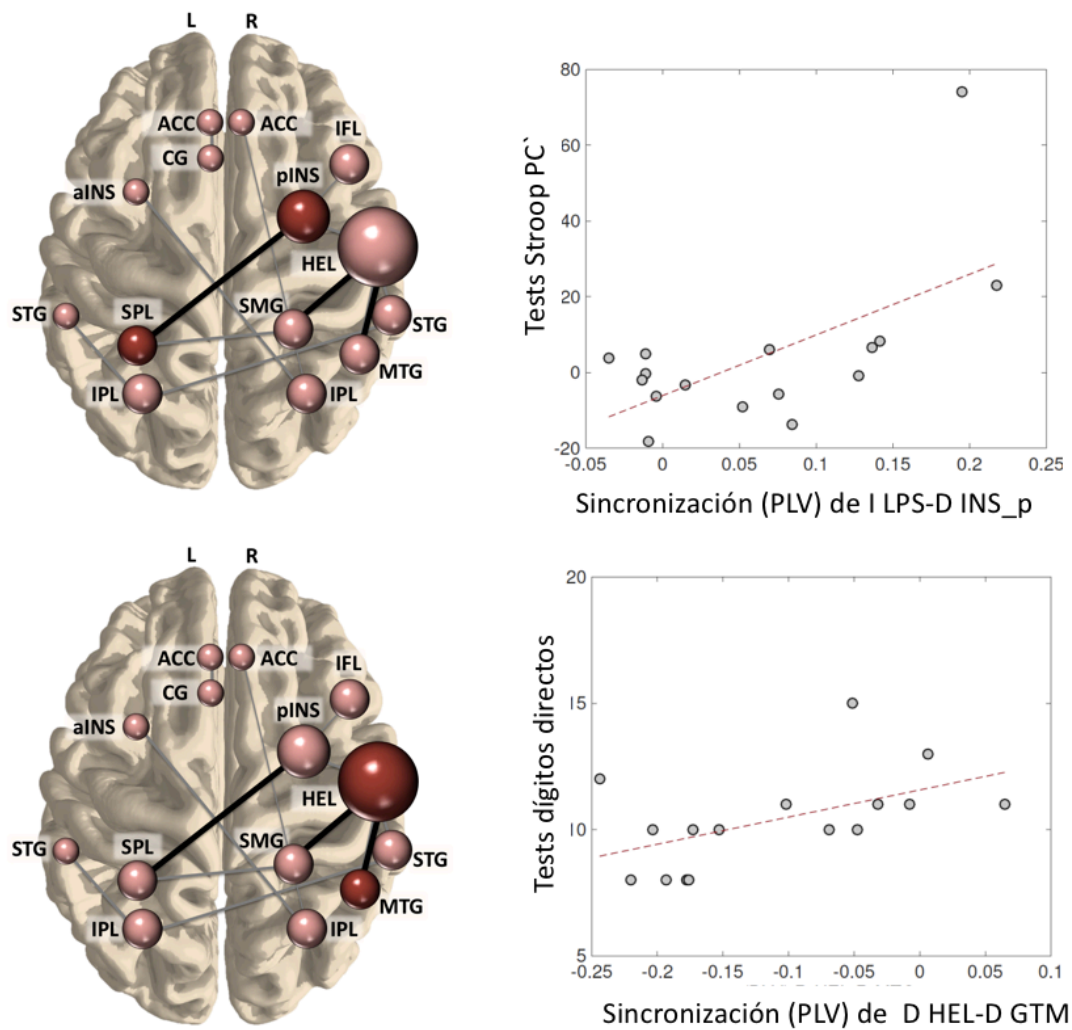 L R
ACC ACC
IFL
CG
pINS
aINS
HEL
STG
SPL
SMG
STG
MTG
IPL
IPL
Tests Stroop PC`
80
60
40
20
0
-20
-0.05 0 0.05 0.1 0.15 0.2 0.25
Sincronización (PLV) de I LPS-D INS_p
L R
ACC ACC
IFL
CG
pINS
aINS
HEL
STG
SPL
SMG
STG
MTG
IPL
IPL
Tests dígitos directos
20
15
10
5
-0.25 -0.2 -0.15 -0.1 -0.05 0 0.05 0.1
Sincronización (PLV) de D HEL-D GTM